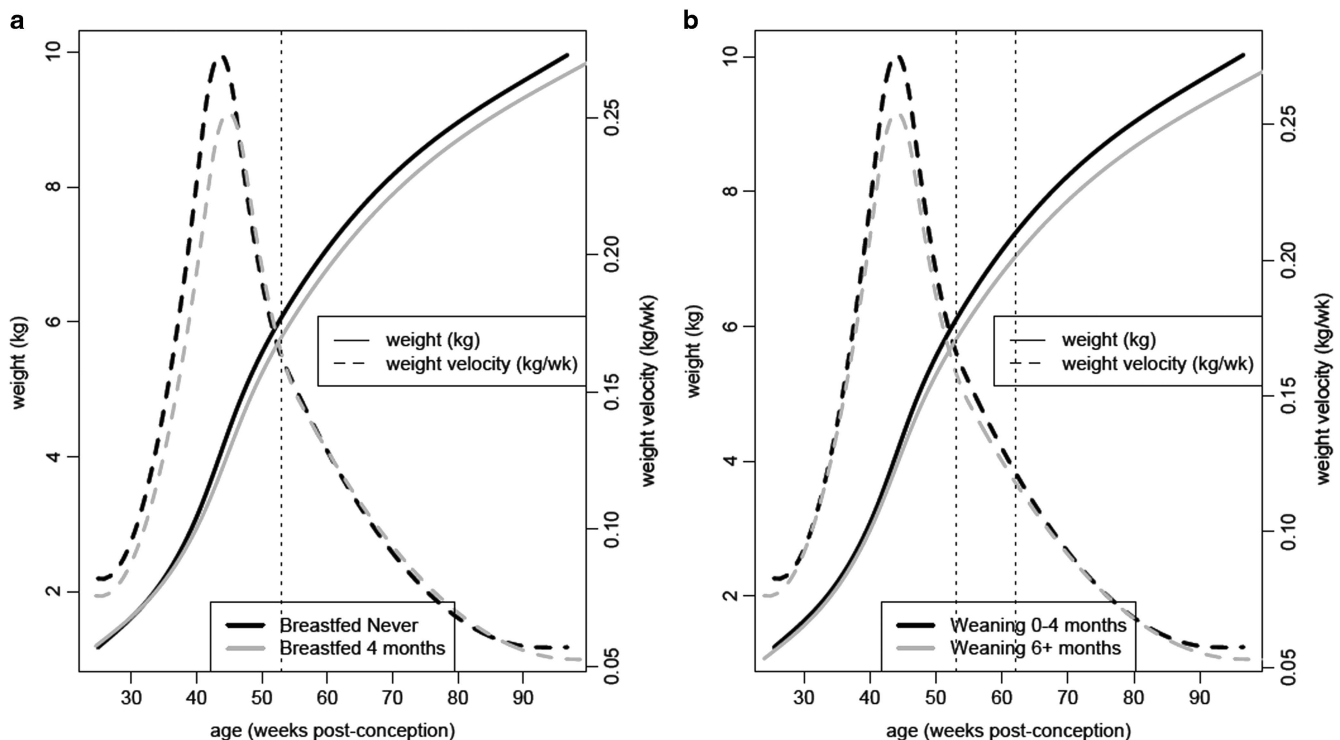 a
10
8
6
4
2
weight (kg)
0.25
0.20
0.15
0.10
0.05
weight velocity (kg/wk)
weight (kg)
weight velocity (kg/wk)
Breastfed Never
Breastfed 4 months
30 40 50 60 70 80 90
age (weeks post-conception)
b
10
8
6
4
2
weight (kg)
0.25
0.20
0.15
0.10
0.05
weight velocity (kg/wk)
weight (kg)
weight velocity (kg/wk)
Weaning 0-4 months
Weaning 6+ months
30 40 50 60 70 80 90
age (weeks post-conception)